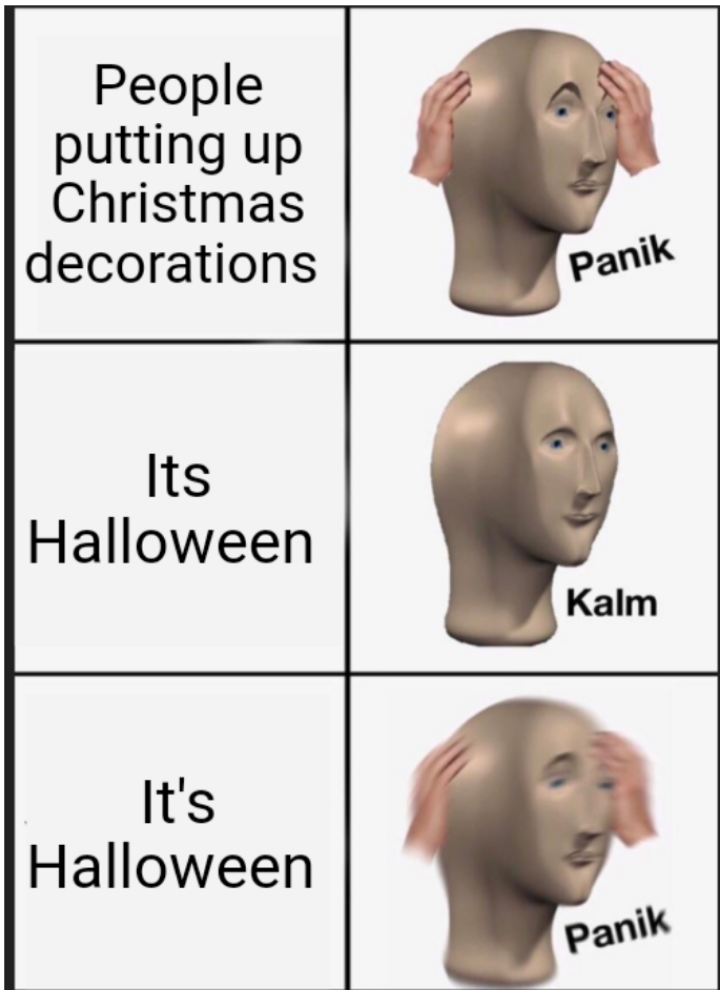 People
putting up
Christmas
decorations
Panik
Its
Halloween
Kalm
It's
Halloween
Panik